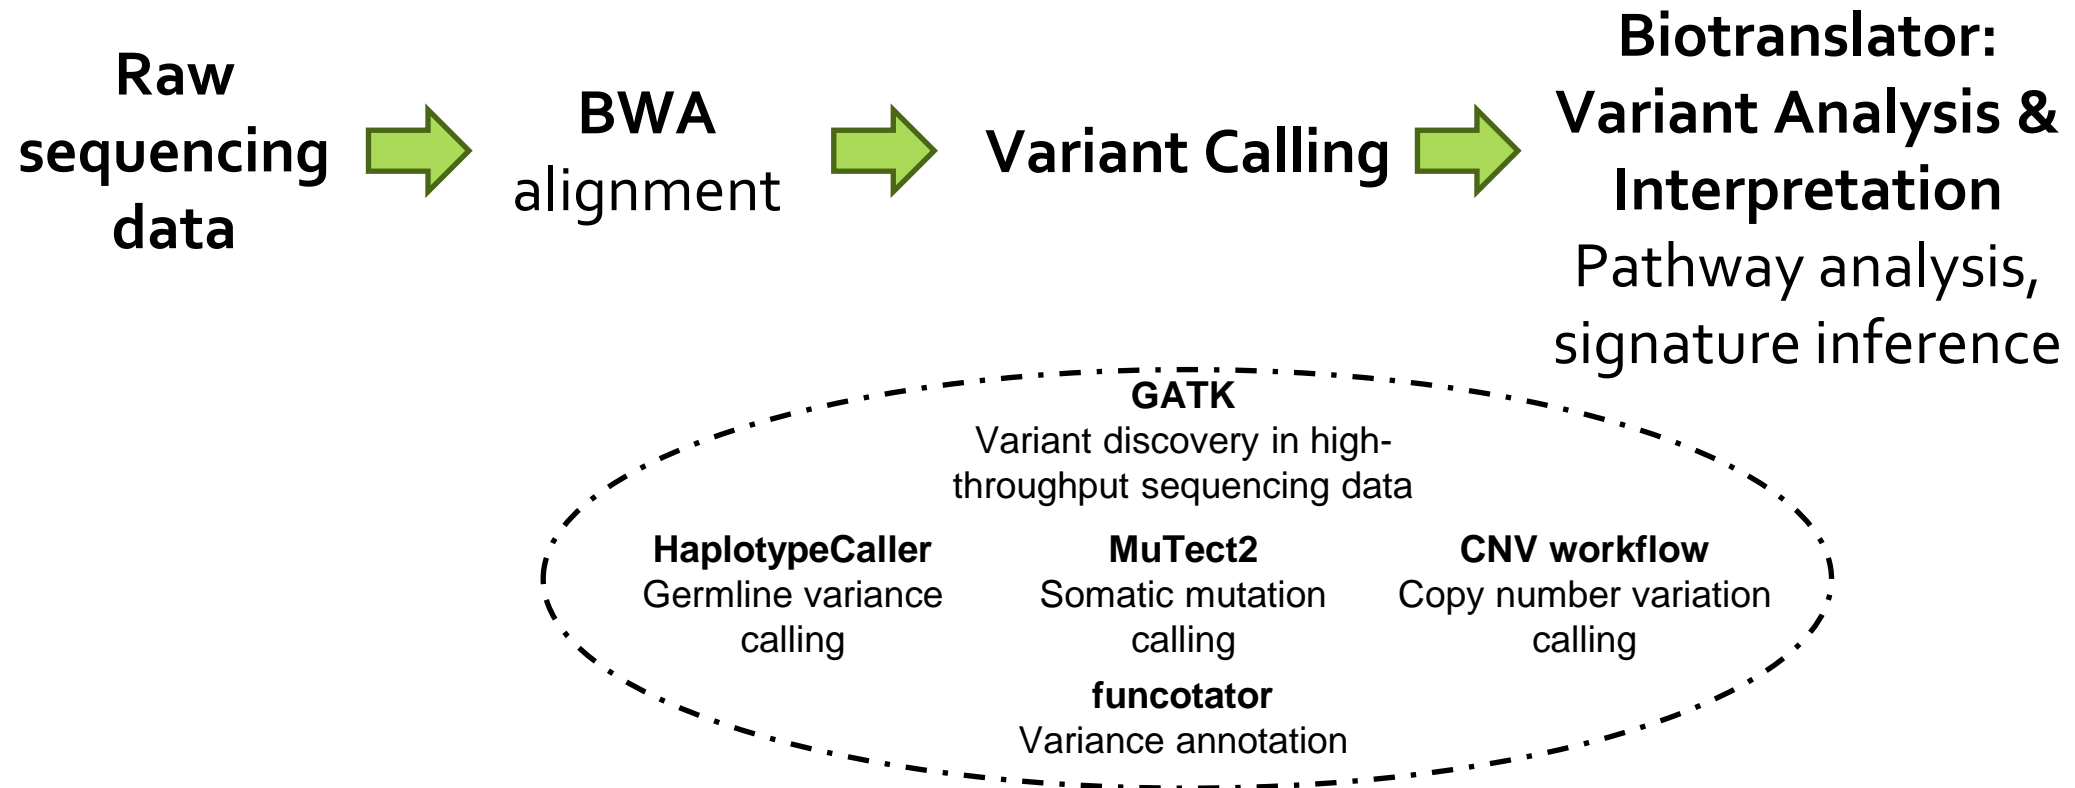 Raw
sequencing
data
BWA
alignment
Variant Calling
Biotranslator:
Variant Analysis &
Interpretation
Pathway analysis,
signature inference
GATK
Variant discovery in high-
throughput sequencing data
HaplotypeCaller
Germline variance
calling
MuTect2
Somatic mutation
calling
CNV workflow
Copy number variation
calling
funcotator
Variance annotation